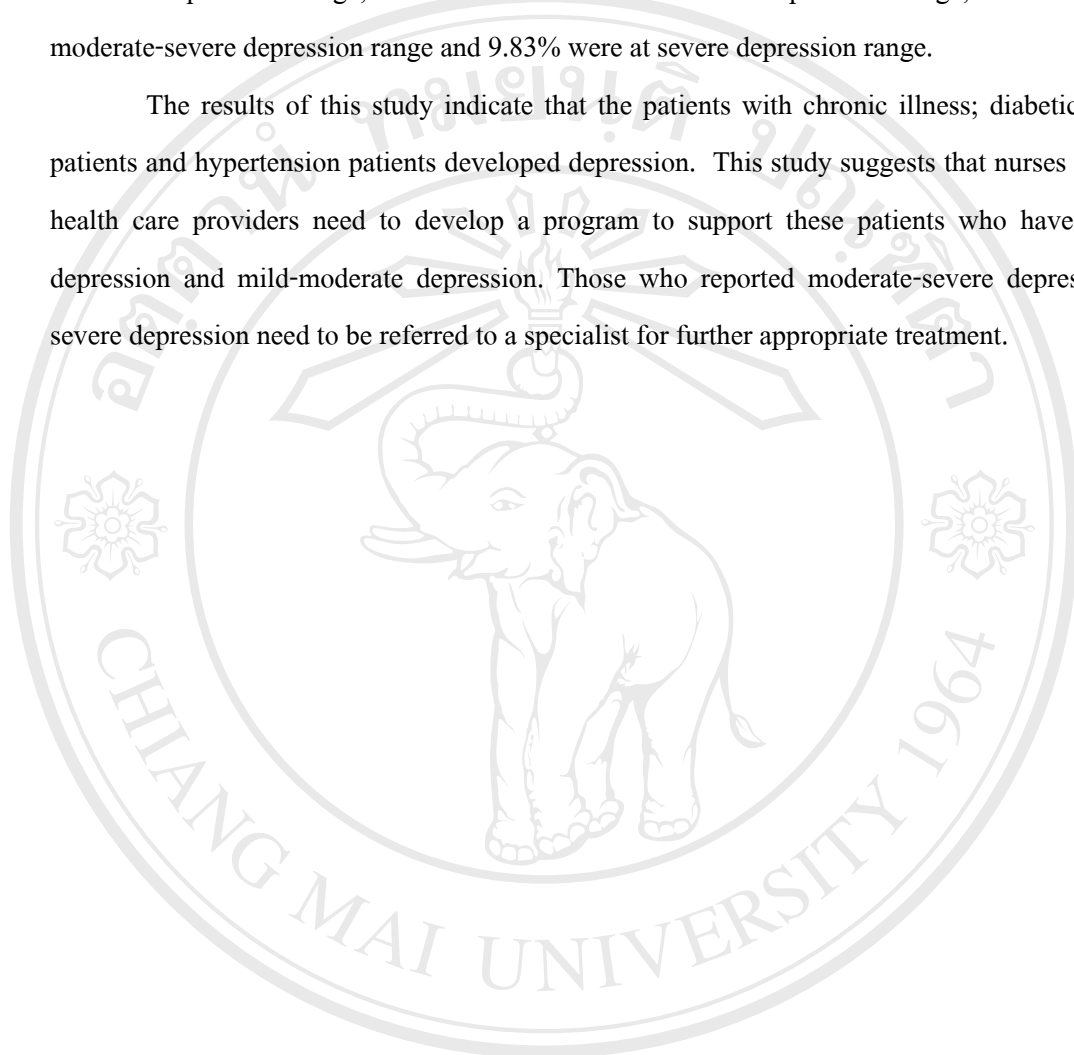 moderate-severe depression range and 9.83% were at severe depression range.
The results of this study indicate that the patients with chronic illness; diabetic
patients and hypertension patients developed depression. This study suggests that nurses
health care providers need to develop a program to support these patients who have
depression and mild-moderate depression. Those who reported moderate-severe
severe depression need to be referred to a specialist for further appropriate treatment.
CHIANG MAI UNIVERSITY 1964